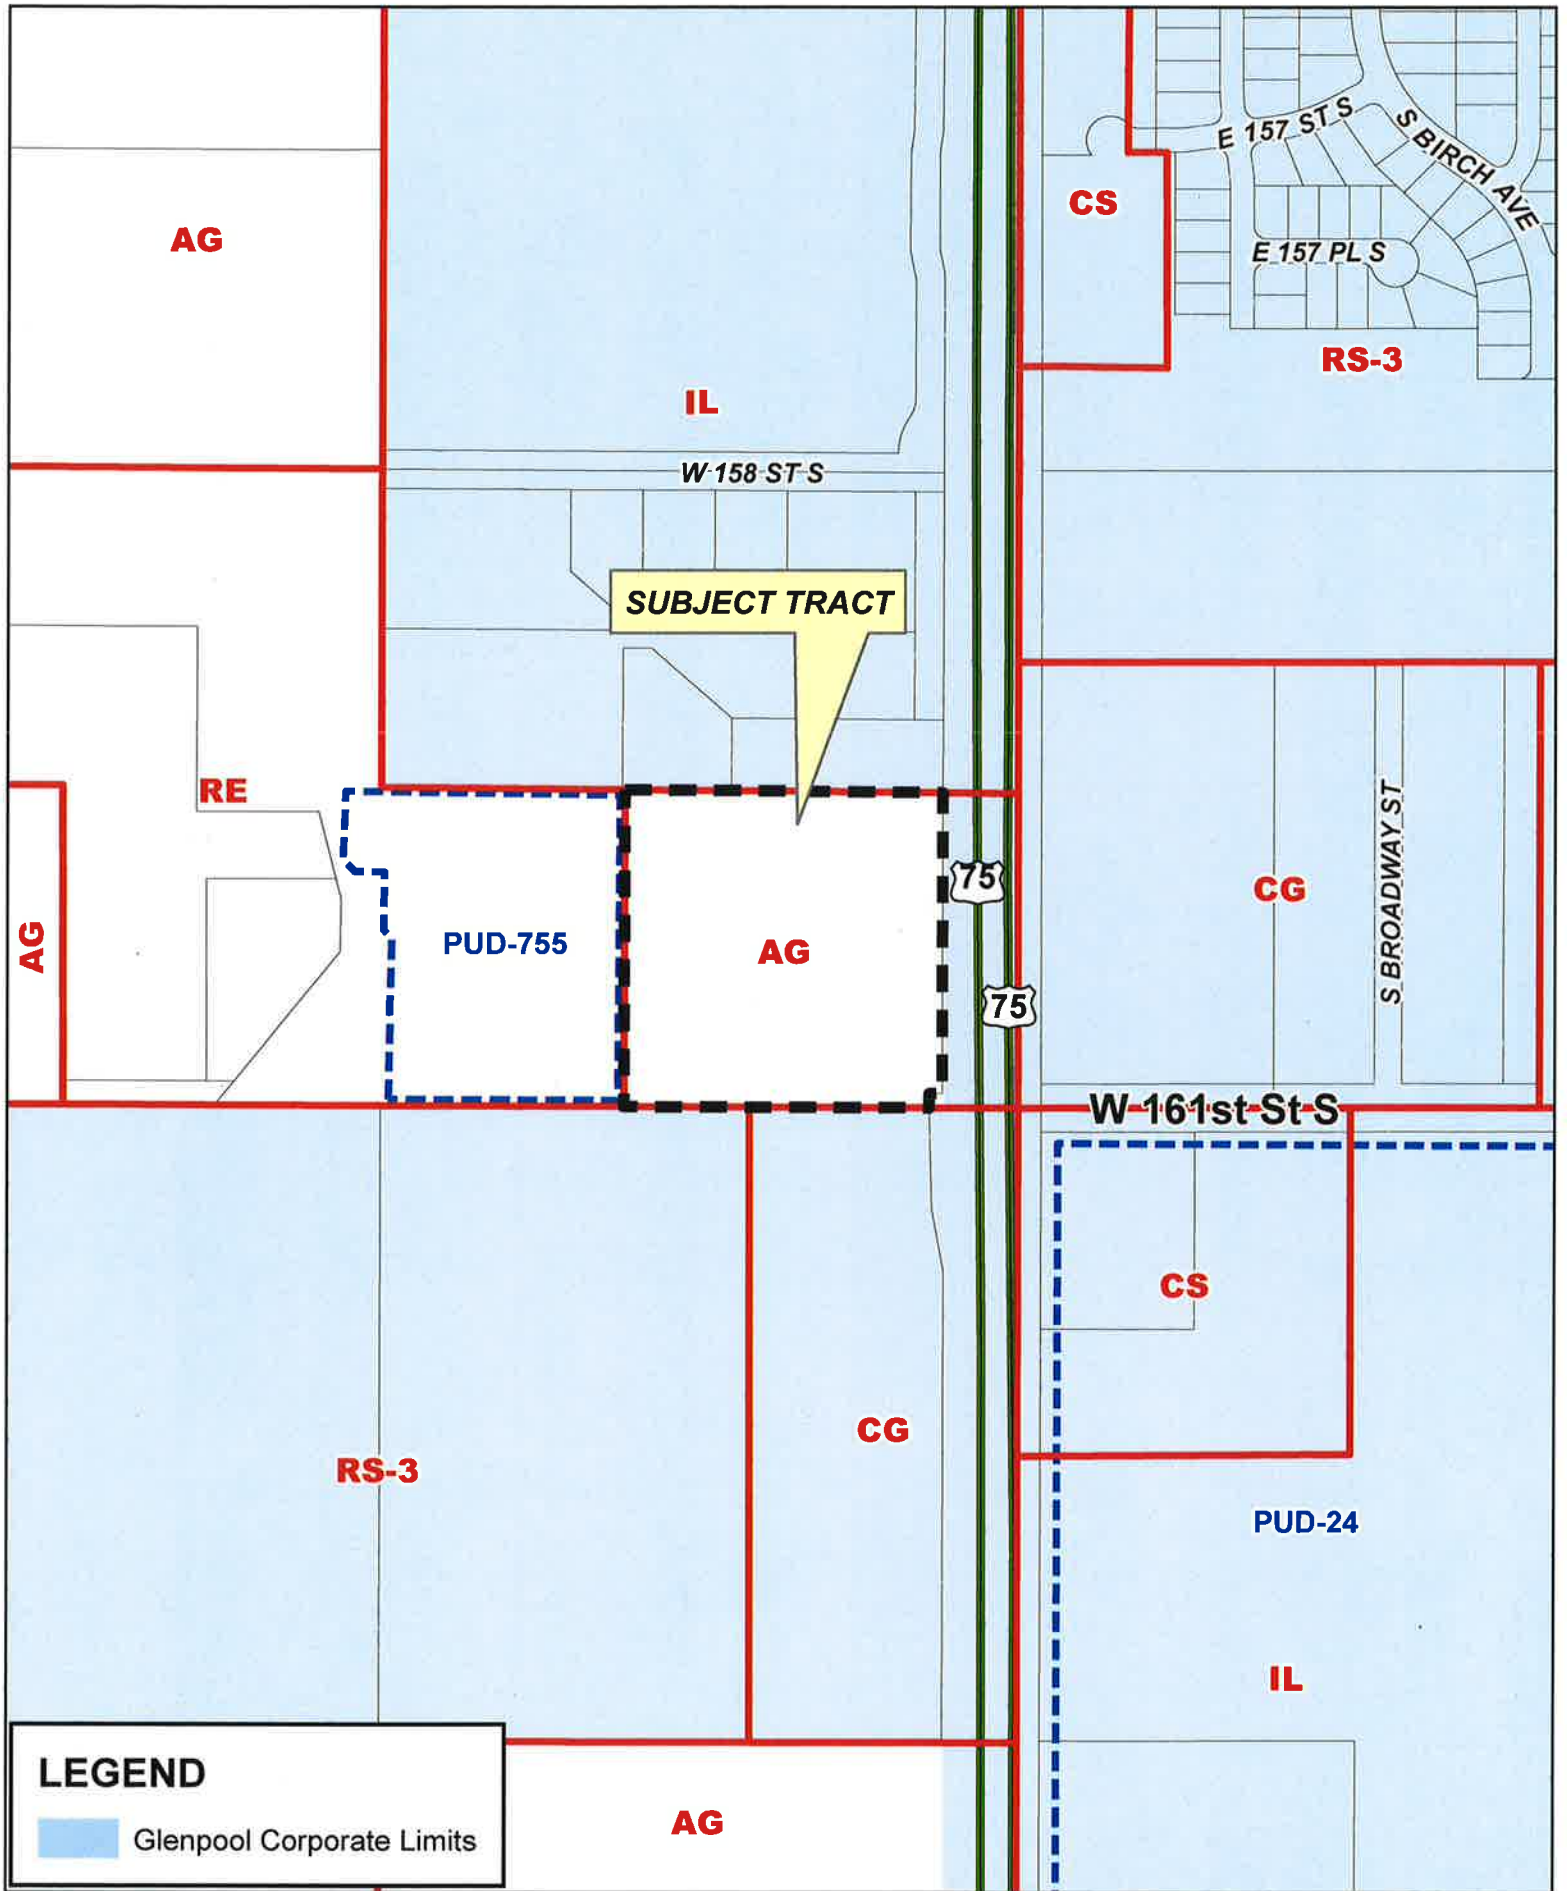 E 157 ST S
S BIRCH AVE
CS
AG
E 157 PL S
RS-3
IL
W 158 ST S
SUBJECT TRACT
RE
S BROADWAY ST
75
CG
AG
PUD-755
AG
75
W 161st St S
CS
CG
RS-3
PUD-24
IL
LEGEND
Glenpool Corporate Limits
AG